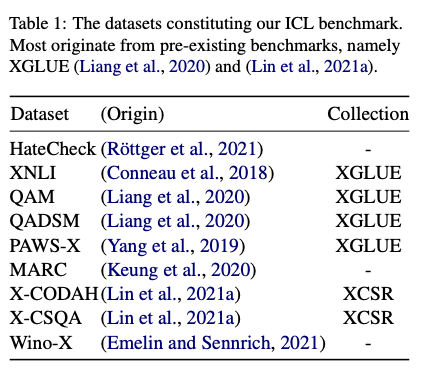 Table 1: The datasets constituting our ICL benchmark.
Most originate from pre-existing benchmarks, namely
XGLUE (Liang et al., 2020) and (Lin et al., 2021a).
Dataset (Origin) Collection
HateCheck (Röttger et al., 2021) -
XNLI (Conneau et al., 2018) XGLUE
QAM (Liang et al., 2020) XGLUE
QADSM (Liang et al., 2020) XGLUE
PAWS-X (Yang et al., 2019) XGLUE
MARC (Keung et al., 2020) -
X-CODAH (Lin et al., 2021a) XCSR
X-CSQA (Lin et al., 2021a) XCSR
Wino-X (Emelin and Sennrich, 2021) -